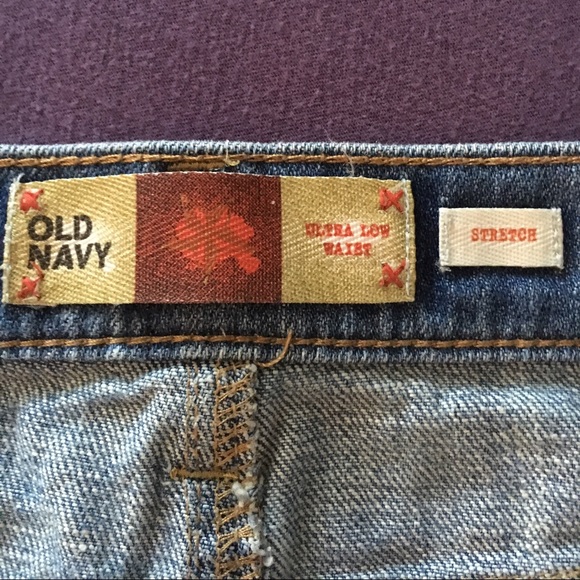 OLD
NAVY
ULTRA LOW
WAIST
STRETCH